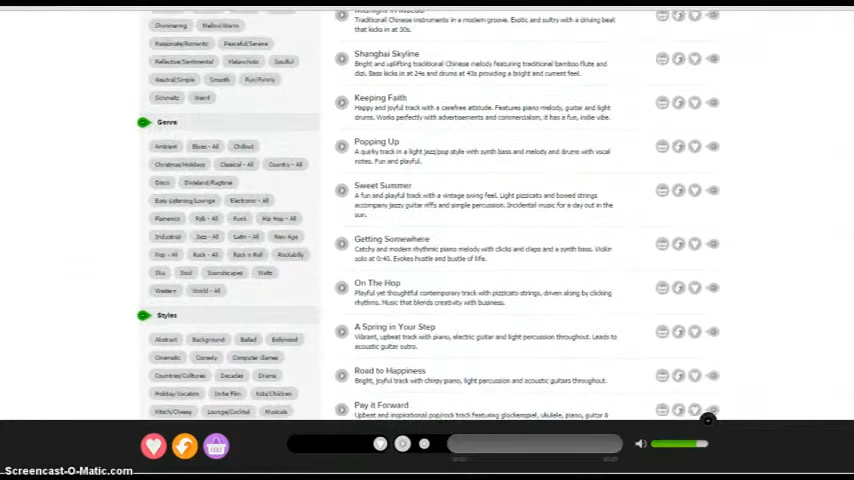 Shimmering Mellow/Warm
Passionate/Romantic Peaceful/Serene
Reflective/Sentimental Melancholic Soulful
Neutral/Simple Smooth Fun/Funny
Schmaltz Weird
Genre
Ambient Blues - All Chillout
Christmas/Holidays Classical - All Country - All
Disco Dixieland/Ragtime
Easy Listening/Lounge Electronic - All
Flamenco Folk - All Funk Hip Hop - All
Industrial Jazz - All Latin - All New Age
Pop - All Rock - All Rock n Roll Rockabilly
Ska Soul Soundscapes Waltz
Western World - All
Styles
Abstract Background Ballad Bollywood
Cinematic Comedy Computer Games
Countries/Cultures Decades Drama
Holiday/Vacation Indie Film Kids/Children
Kitsch/Cheesy Lounge/Cocktail Musicals
Traditional Chinese instruments in a modern groove. Exotic and sultry with a driving beat
that kicks in at 30s.
Shanghai Skyline
Bright and uplifting traditional Chinese melody featuring traditional bamboo flute and
dizi. Bass kicks in at 24s and drums at 43s providing a bright and current feel.
Keeping Faith
Happy and joyful track with a carefree attitude. Features piano melody, guitar and light
drums. Works perfectly with advertisements and commercialism, it has a fun, indie vibe.
Popping Up
A quirky track in a light jazz/pop style with synth bass and melody and drums with vocal
notes. Fun and playful.
Sweet Summer
A fun and playful track with a vintage swing feel. Light pizzicato and bowed strings
accompany jazzy guitar riffs and simple percussion. Incidental music for a day out in the
sun.
Getting Somewhere
Catchy and modern rhythmic piano melody with clicks and claps and a synth bass. Violin
solo at 0:40. Evokes hustle and bustle of life.
On The Hop
Playful yet thoughtful contemporary track with pizzicato strings, driven along by clicking
rhythms. Music that blends creativity with business.
A Spring in Your Step
Vibrant, upbeat track with piano, electric guitar and light percussion throughout. Leads to
acoustic guitar outro.
Road to Happiness
Bright, joyful track with chirpy piano, light percussion and acoustic guitars throughout.
Pay it Forward
Upbeat and inspirational pop/rock track featuring glockenspiel, ukulele, piano, guitar &
00:00 00:00
Screencast-O-Matic.com